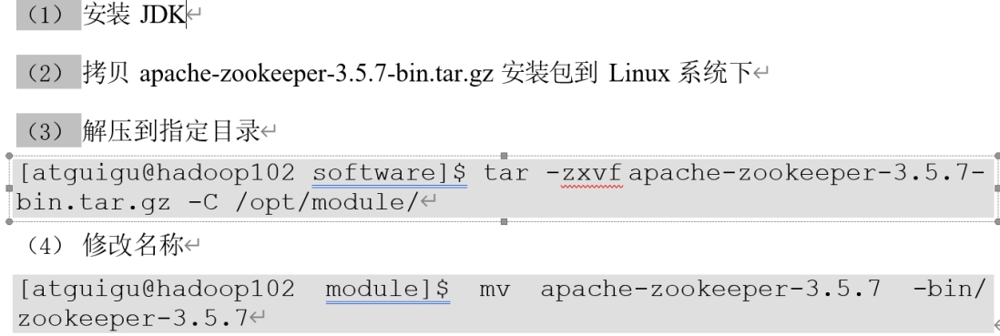 （1） 安装 JDK
（2） 拷贝 apache-zookeeper-3.5.7-bin.tar.gz 安装包到 Linux 系统下
（3） 解压到指定目录
[atguigu@hadoop102 software]$ tar -zxvf apache-zookeeper-3.5.7-
bin.tar.gz -C /opt/module/
（4） 修改名称
[atguigu@hadoop102 module]$ mv apache-zookeeper-3.5.7 -bin/
zookeeper-3.5.7